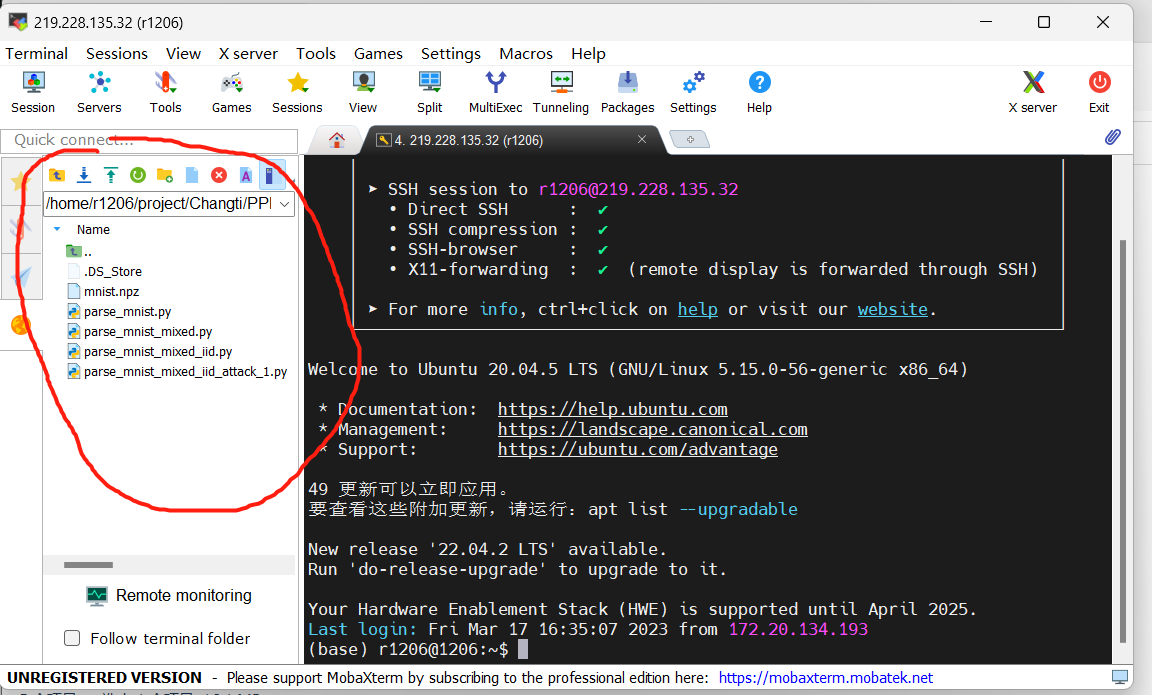 219.228.135.32 (r1206)
Terminal Sessions View X server Tools Games Settings Macros Help
Session Servers Tools Games Sessions View Split MultiExec Tunneling Packages Settings Help X server Exit
Quick connect...
4. 219.228.135.32 (r1206)
/home/r1206/project/Changti/PPI
Name
..
.DS_Store
mnist.npz
parse_mnist.py
parse_mnist_mixed.py
parse_mnist_mixed_iid.py
parse_mnist_mixed_iid_attack_1.py
Remote monitoring
Follow terminal folder
➤ SSH session to r1206@219.228.135.32
• Direct SSH : ✔
• SSH compression : ✔
• SSH-browser : ✔
• X11-forwarding : ✔ (remote display is forwarded through SSH)
➤ For more info, ctrl+click on help or visit our website.
Welcome to Ubuntu 20.04.5 LTS (GNU/Linux 5.15.0-56-generic x86_64)
* Documentation: https://help.ubuntu.com
* Management: https://landscape.canonical.com
* Support: https://ubuntu.com/advantage
49 更新可以立即应用。
要查看这些附加更新，请运行：apt list --upgradable
New release '22.04.2 LTS' available.
Run 'do-release-upgrade' to upgrade to it.
Your Hardware Enablement Stack (HWE) is supported until April 2025.
Last login: Fri Mar 17 16:35:07 2023 from 172.20.134.193
(base) r1206@1206:~$
UNREGISTERED VERSION - Please support MobaXterm by subscribing to the professional edition here: https://mobaxterm.mobatek.net